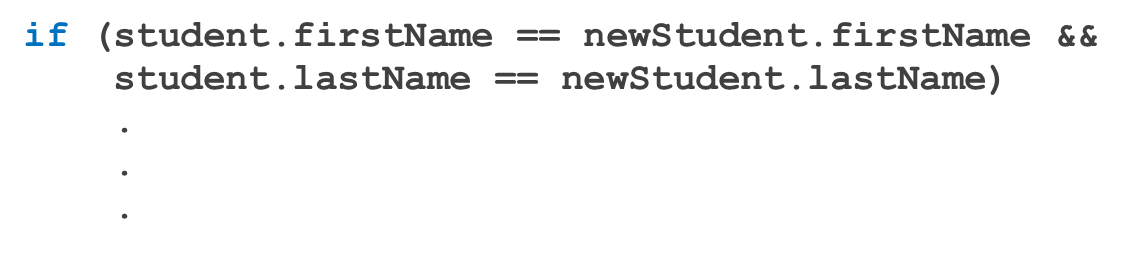 if (student.firstName == newStudent.firstName &&
student.lastName == newStudent.lastName)
.
.
.